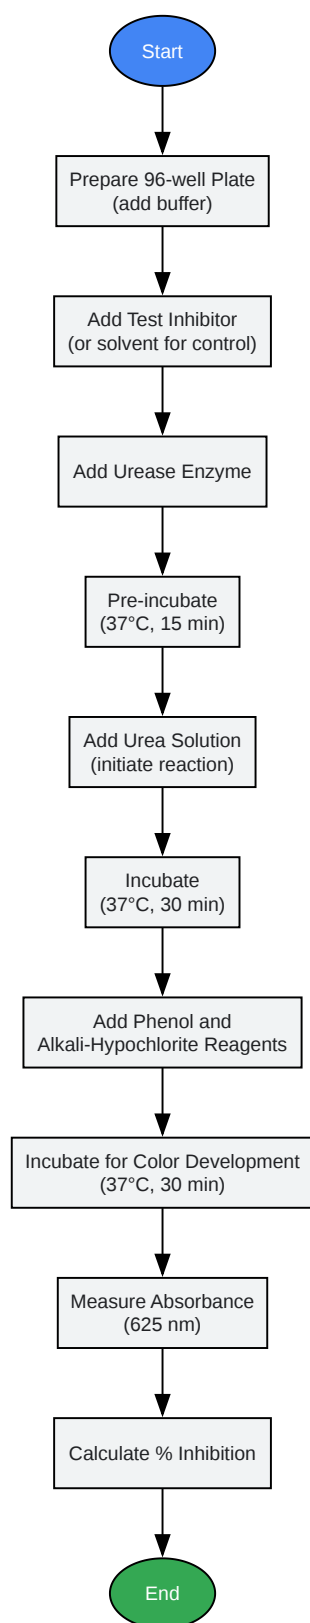 Start
Prepare 96-well Plate
(add buffer)
Add Test Inhibitor
(or solvent for control)
Add Urease Enzyme
Pre-incubate
(37°C, 15 min)
Add Urea Solution
(initiate reaction)
Incubate
(37°C, 30 min)
Add Phenol and
Alkali-Hypochlorite Reagents
Incubate for Color Development
(37°C, 30 min)
Measure Absorbance
(625 nm)
Calculate % Inhibition
End